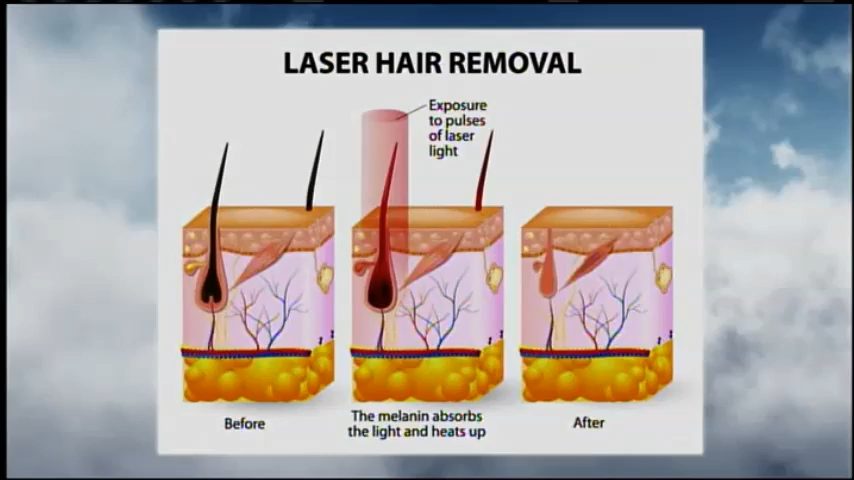 LASER HAIR REMOVAL
Exposure
to pulses
of laser
light
Before
The melanin absorbs
the light and heats up
After